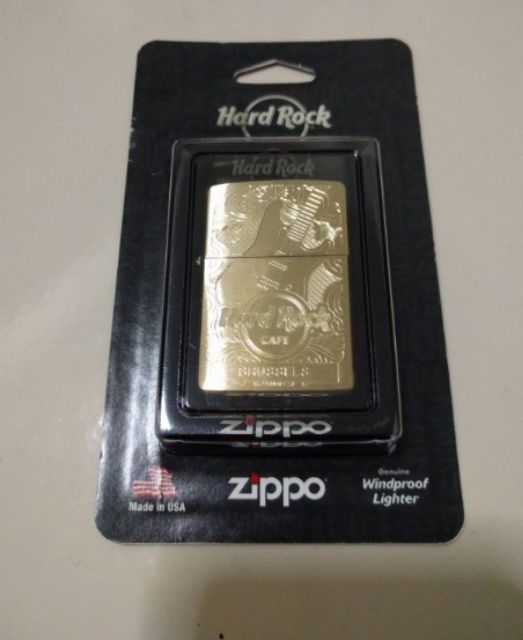 Hard Rock
Hard Rock
Hard Rock
CAFE
BRUSSELS
zippo
zippo
Made in USA
Genuine
Windproof
Lighter